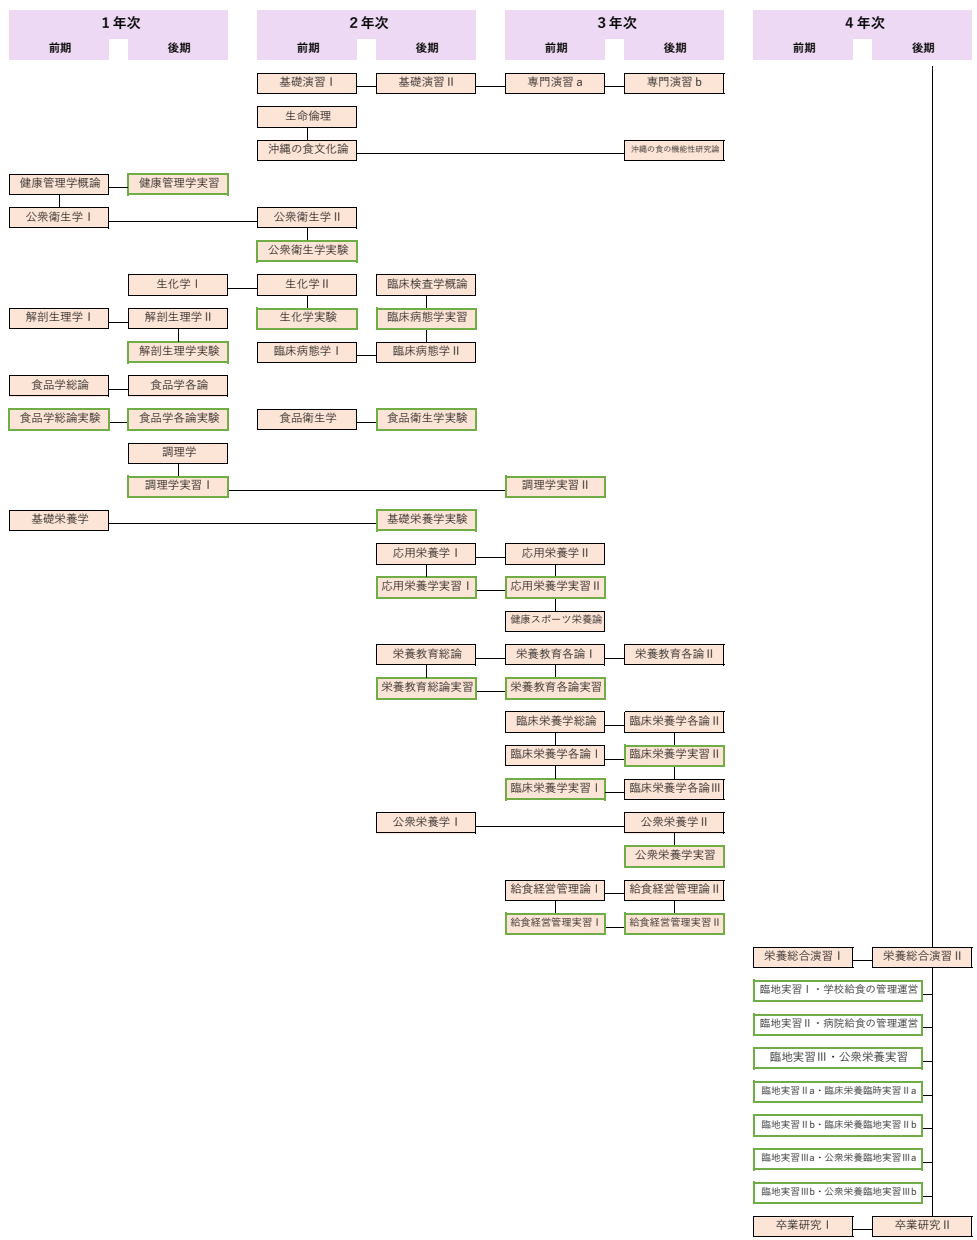 1 年次 2 年次 3 年次 4 年次
前期 後期 前期 後期 前期 後期 前期 後期
基礎演習Ⅰ 基礎演習Ⅱ 専門演習 a 専門演習 b
生命倫理
沖縄の食文化論 沖縄の食の機能性研究論
健康管理学概論 健康管理学実習
公衆衛生学Ⅰ 公衆衛生学Ⅱ
公衆衛生学実験
生化学Ⅰ 生化学Ⅱ 臨床検査学概論
解剖生理学Ⅰ 解剖生理学Ⅱ 生化学実験 臨床病態学実習
解剖生理学実験 臨床病態学Ⅰ 臨床病態学Ⅱ
食品学総論 食品学各論
食品学総論実験 食品学各論実験 食品衛生学 食品衛生学実験
調理学
調理学実習Ⅰ 調理学実習Ⅱ
基礎栄養学 基礎栄養学実験
応用栄養学Ⅰ 応用栄養学Ⅱ
応用栄養学実習Ⅰ 応用栄養学実習Ⅱ
健康スポーツ栄養論
栄養教育総論 栄養教育各論Ⅰ 栄養教育各論Ⅱ
栄養教育総論実習 栄養教育各論実習
臨床栄養学総論 臨床栄養学各論Ⅱ
臨床栄養学各論Ⅰ 臨床栄養学実習Ⅱ
臨床栄養学実習Ⅰ 臨床栄養学各論Ⅲ
公衆栄養学Ⅰ 公衆栄養学Ⅱ
公衆栄養学実習
給食経営管理論Ⅰ 給食経営管理論Ⅱ
給食経営管理実習Ⅰ 給食経営管理実習Ⅱ
栄養総合演習Ⅰ 栄養総合演習Ⅱ
臨地実習Ⅰ・学校給食の管理運営
臨地実習Ⅱ・病院給食の管理運営
臨地実習Ⅲ・公衆栄養実習
臨地実習Ⅱa・臨床栄養臨時実習Ⅱa
臨地実習Ⅱb・臨床栄養臨地実習Ⅱb
臨地実習Ⅲa・公衆栄養臨地実習Ⅲa
臨地実習Ⅲb・公衆栄養臨地実習Ⅲb
卒業研究Ⅰ 卒業研究Ⅱ